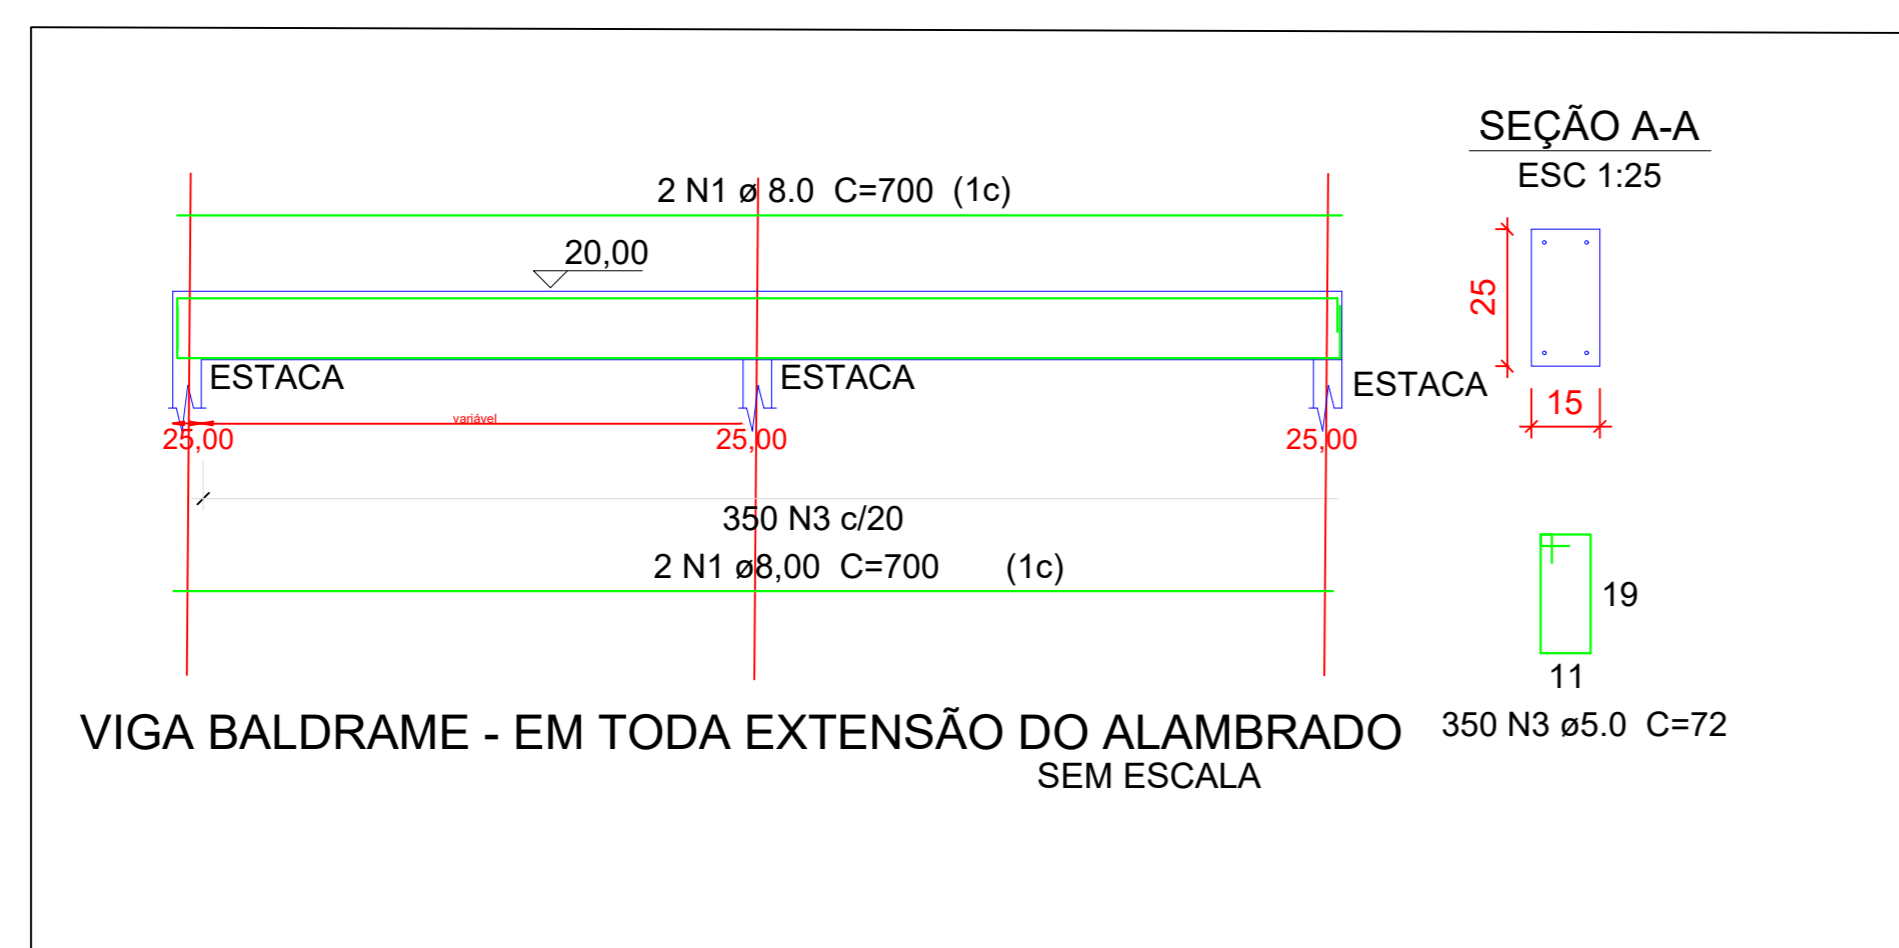 SEÇÃO A-A
ESC 1:25
2 N1 ø 8.0 C=700 (1c)
20,00
25
ESTACA
ESTACA
ESTACA
15
variável
25,00
25,00
25,00
350 N3 c/20
2 N1 ø8,00 C=700 (1c)
19
11
VIGA BALDRAME - EM TODA EXTENSÃO DO ALAMBRADO
350 N3 ø5.0 C=72
SEM ESCALA